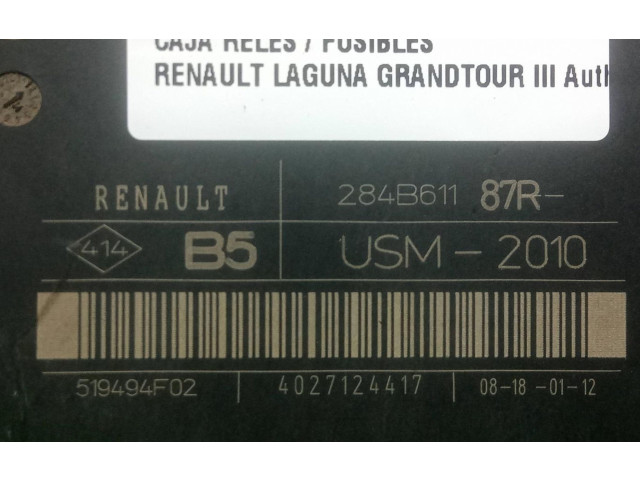 CAJA RELES / FUSIBLES
RENAULT LAGUNA GRANDTOUR III Auth
RENAULT 284B611 87R-
414 B5 USM - 2010
519494F02 4027124417 08-18-01-12